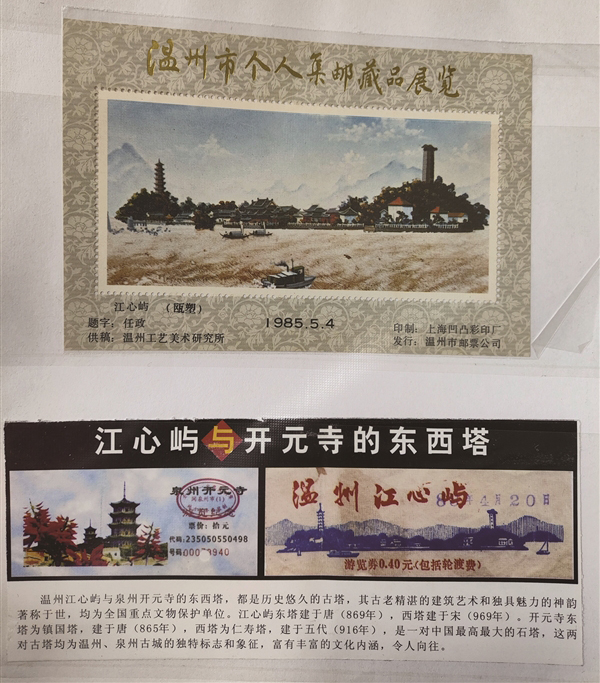 温州市个人集邮藏品展览
江心屿 (瓯塑)
题字：任政
供稿：温州工艺美术研究所
1985.5.4
印制：上海凹凸彩印厂
发行：温州市邮票公司
江心屿与开元寺的东西塔
泉州开元寺
票价：拾元
代码：235050550498
号码
温州江心屿
4月20日
游览券0.40元(包括轮渡费)
温州江心屿与泉州开元寺的东西塔，都是历史悠久的古塔，其古老精湛的建筑艺术和独具魅力的神韵
著称于世，均为全国重点文物保护单位。江心屿东塔建于唐（869年），西塔建于宋（969年）。开元寺东
塔为镇国塔，建于唐（865年），西塔为仁寿塔，建于五代（916年），是一对中国最高最大的石塔，这两
对古塔均为温州、泉州古城的独特标志和象征，富有丰富的文化内涵，令人向往。